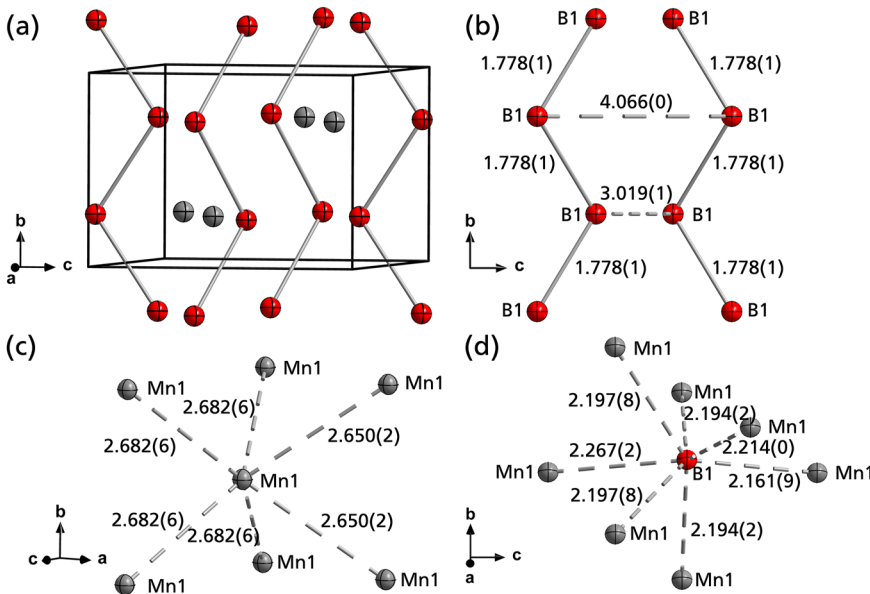 (a)
b
a
c
(b)
B1 B1
1.778(1) 1.778(1)
4.066(0)
B1 B1
1.778(1) 1.778(1)
3.019(1)
B1 B1
1.778(1) 1.778(1)
B1 B1
b
c
(c)
Mn1 Mn1 Mn1
2.682(6)
2.682(6) 2.650(2)
Mn1
2.682(6) 2.682(6) 2.650(2)
Mn1 Mn1 Mn1
b
c a
(d)
Mn1
Mn1
2.197(8) 2.194(2) Mn1
2.267(2) 2.214(0)
Mn1 B1 Mn1
2.197(8) 2.161(9)
Mn1 2.194(2)
Mn1
b
a
c